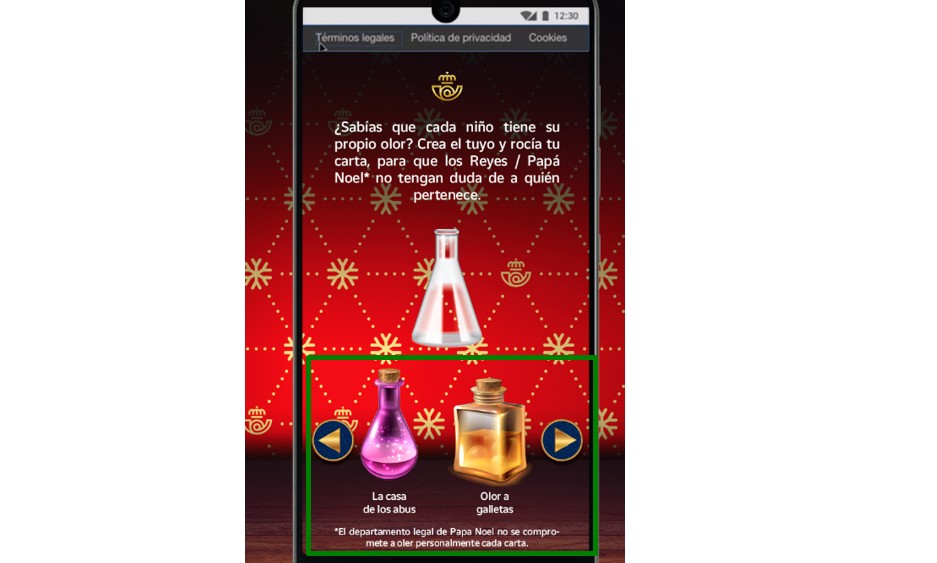 12:30
Términos legales Política de privacidad Cookies
¿Sabías que cada niño tiene su
propio olor? Crea el tuyo y rocía tu
carta, para que los Reyes / Papá
Noel* no tengan duda de a quién
pertenece.
La casa
de los abus
Olor a
galletas
*El departamento legal de Papa Noel no se compro-
mete a oler personalmente cada carta.